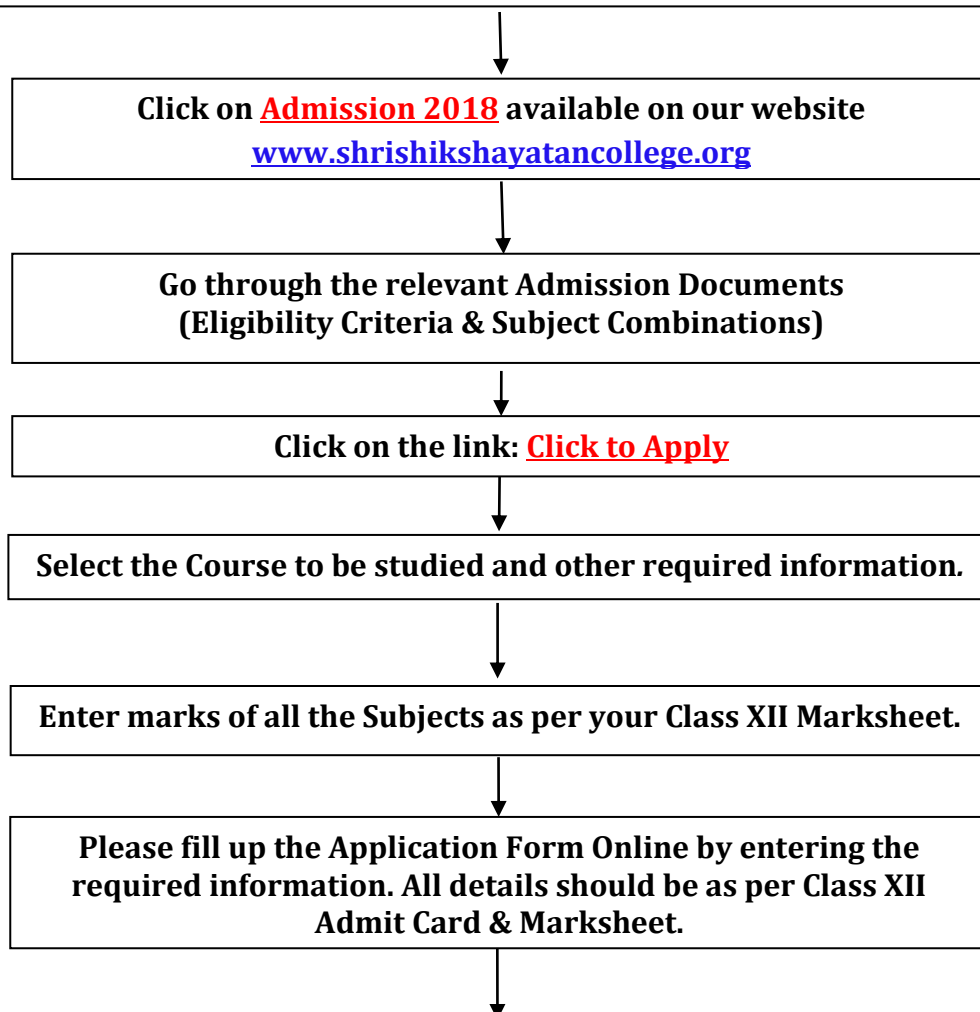 Click on Admission 2018 available on our website
www.shrishikshayatancollege.org
Go through the relevant Admission Documents
(Eligibility Criteria & Subject Combinations)
Click on the link: Click to Apply
Select the Course to be studied and other required information.
Enter marks of all the Subjects as per your Class XII Marksheet.
Please fill up the Application Form Online by entering the
required information. All details should be as per Class XII
Admit Card & Marksheet.